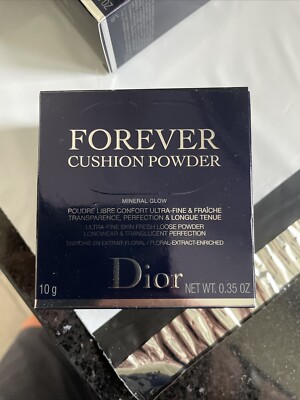 FOREVER
CUSHION POWDER
MINERAL GLOW
POUDRE LIBRE CONFORT ULTRA-FINE & FRAÎCHE
TRANSPARENCE, PERFECTION & LONGUE TENUE
ULTRA-FINE SKIN FRESH LOOSE POWDER
LONGWEAR & TRANSLUCENT PERFECTION
ENRICHIE EN EXTRAIT FLORAL / FLORAL-EXTRACT-ENRICHED
Dior
10 g
NET WT. 0.35 OZ